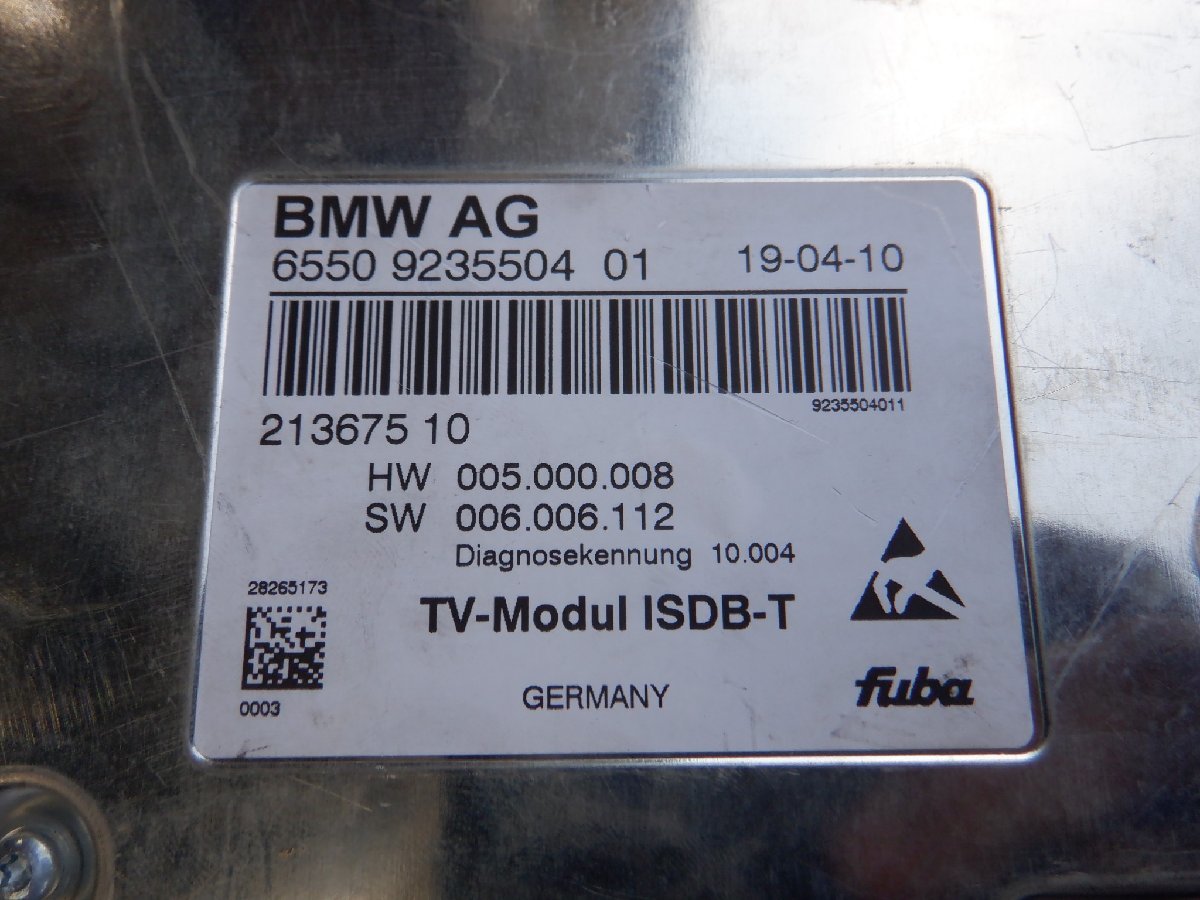 BMW AG
6550 9235504 01 19-04-10
9235504011
213675 10
HW 005.000.008
SW 006.006.112
Diagnosekennung 10.004
28265173
TV-Modul ISDB-T
0003
GERMANY
fuba